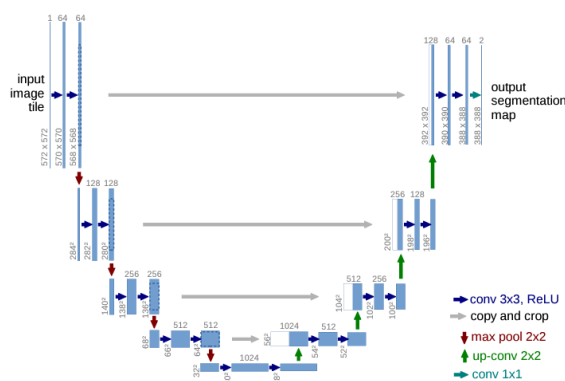 1 64 64
128 64 64 2
input
image
tile
output
segmentation
map
572 x 572
570 x 570
568 x 568
392 x 392
390 x 390
388 x 388
388 x 388
128 128
256 128
284²
282²
280²
200²
198²
196²
256 256
512 256
140²
138²
136²
104²
102²
100²
512 512
1024 512
68²
66²
64²
56²
54²
52²
1024
32²
conv 3x3, ReLU
copy and crop
max pool 2x2
up-conv 2x2
conv 1x1